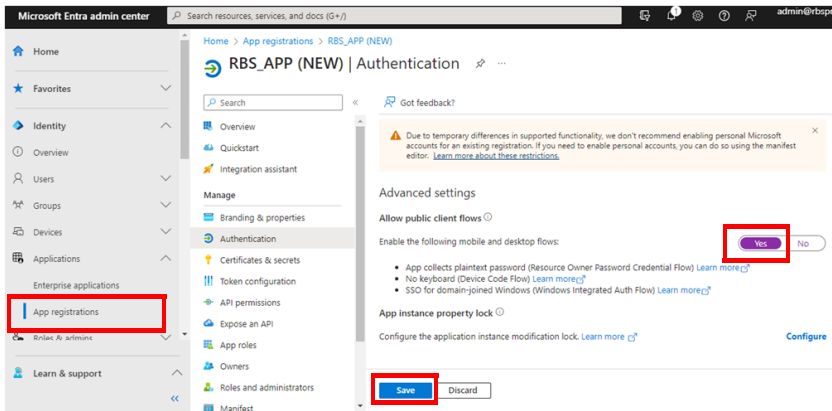 Microsoft Entra admin center
Search resources, services, and docs (G+/)
1
admin@rbspr
Home
Favorites
Identity
Overview
Users
Groups
Devices
Applications
Enterprise applications
App registrations
Roles & admins
Learn & support
Home > App registrations > RBS_APP (NEW)
RBS_APP (NEW) | Authentication
Search
Overview
Quickstart
Integration assistant
Manage
Branding & properties
Authentication
Certificates & secrets
Token configuration
API permissions
Expose an API
App roles
Owners
Roles and administrators
Manifest
Got feedback?
Due to temporary differences in supported functionality, we don't recommend enabling personal Microsoft
accounts for an existing registration. If you need to enable personal accounts, you can do so using the manifest
editor. Learn more about these restrictions.
Advanced settings
Allow public client flows
Enable the following mobile and desktop flows:
Yes No
• App collects plaintext password (Resource Owner Password Credential Flow) Learn more
• No keyboard (Device Code Flow) Learn more
• SSO for domain-joined Windows (Windows Integrated Auth Flow) Learn more
App instance property lock
Configure the application instance modification lock. Learn more
Configure
Save
Discard